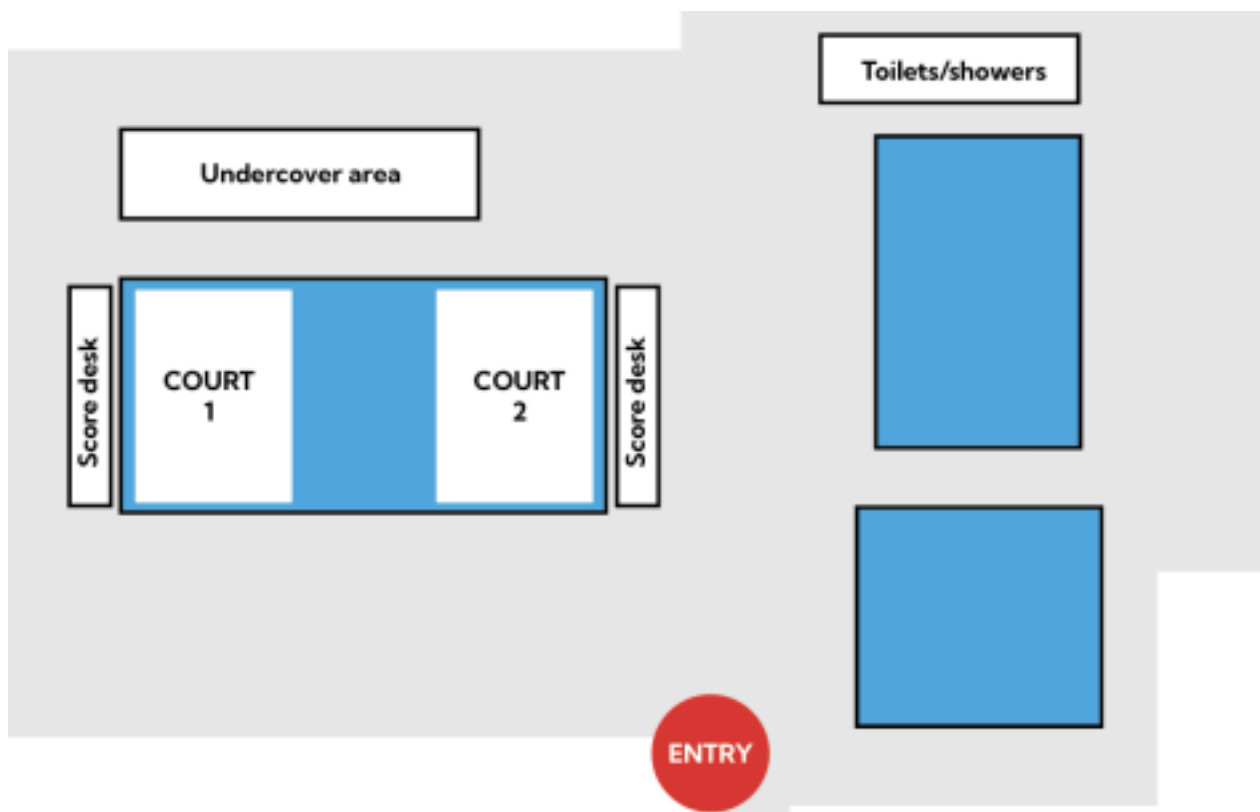 Toilets/showers
Undercover area
Score desk
COURT
1
COURT
2
Score desk
ENTRY